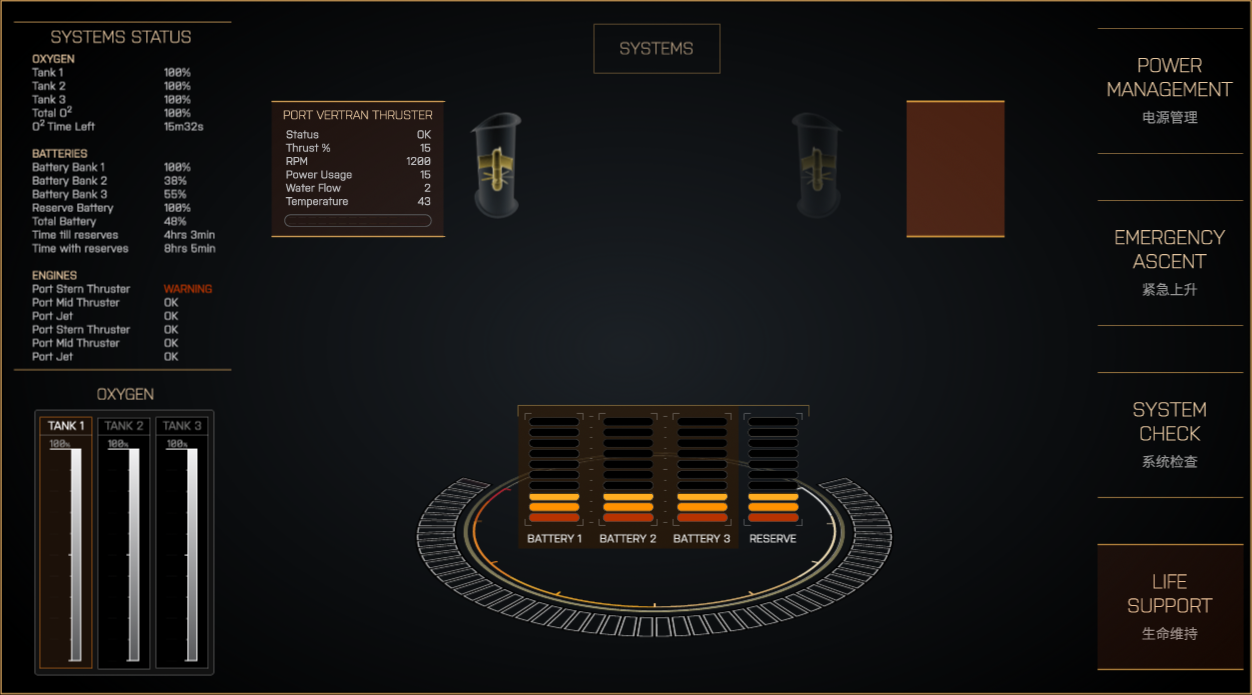 SYSTEMS STATUS
OXYGEN
Tank 1 100%
Tank 2 100%
Tank 3 100%
Total O² 100%
O² Time Left 15m32s
BATTERIES
Battery Bank 1 100%
Battery Bank 2 38%
Battery Bank 3 55%
Reserve Battery 100%
Total Battery 48%
Time till reserves 4hrs 3min
Time with reserves 8hrs 5min
ENGINES
Port Stern Thruster WARNING
Port Mid Thruster OK
Port Jet OK
Port Stern Thruster OK
Port Mid Thruster OK
Port Jet OK
OXYGEN
TANK 1 TANK 2 TANK 3
100% 100% 100%
SYSTEMS
PORT VERTRAN THRUSTER
Status OK
Thrust % 15
RPM 1200
Power Usage 15
Water Flow 2
Temperature 43
BATTERY 1 BATTERY 2 BATTERY 3 RESERVE
POWER
MANAGEMENT
电源管理
EMERGENCY
ASCENT
紧急上升
SYSTEM
CHECK
系统检查
LIFE
SUPPORT
生命维持